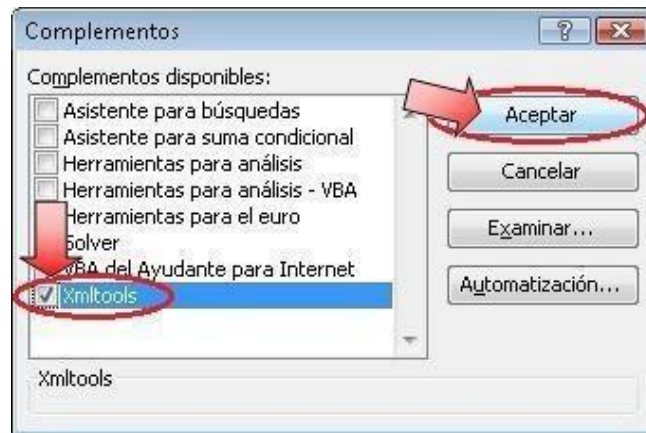 Complementos
Complementos disponibles:
Asistente para búsquedas
Asistente para suma condicional
Herramientas para análisis
Herramientas para análisis - VBA
Herramientas para el euro
Solver
VBA del Ayudante para Internet
Xmltools
Aceptar
Cancelar
Examinar...
Automatización...
Xmltools